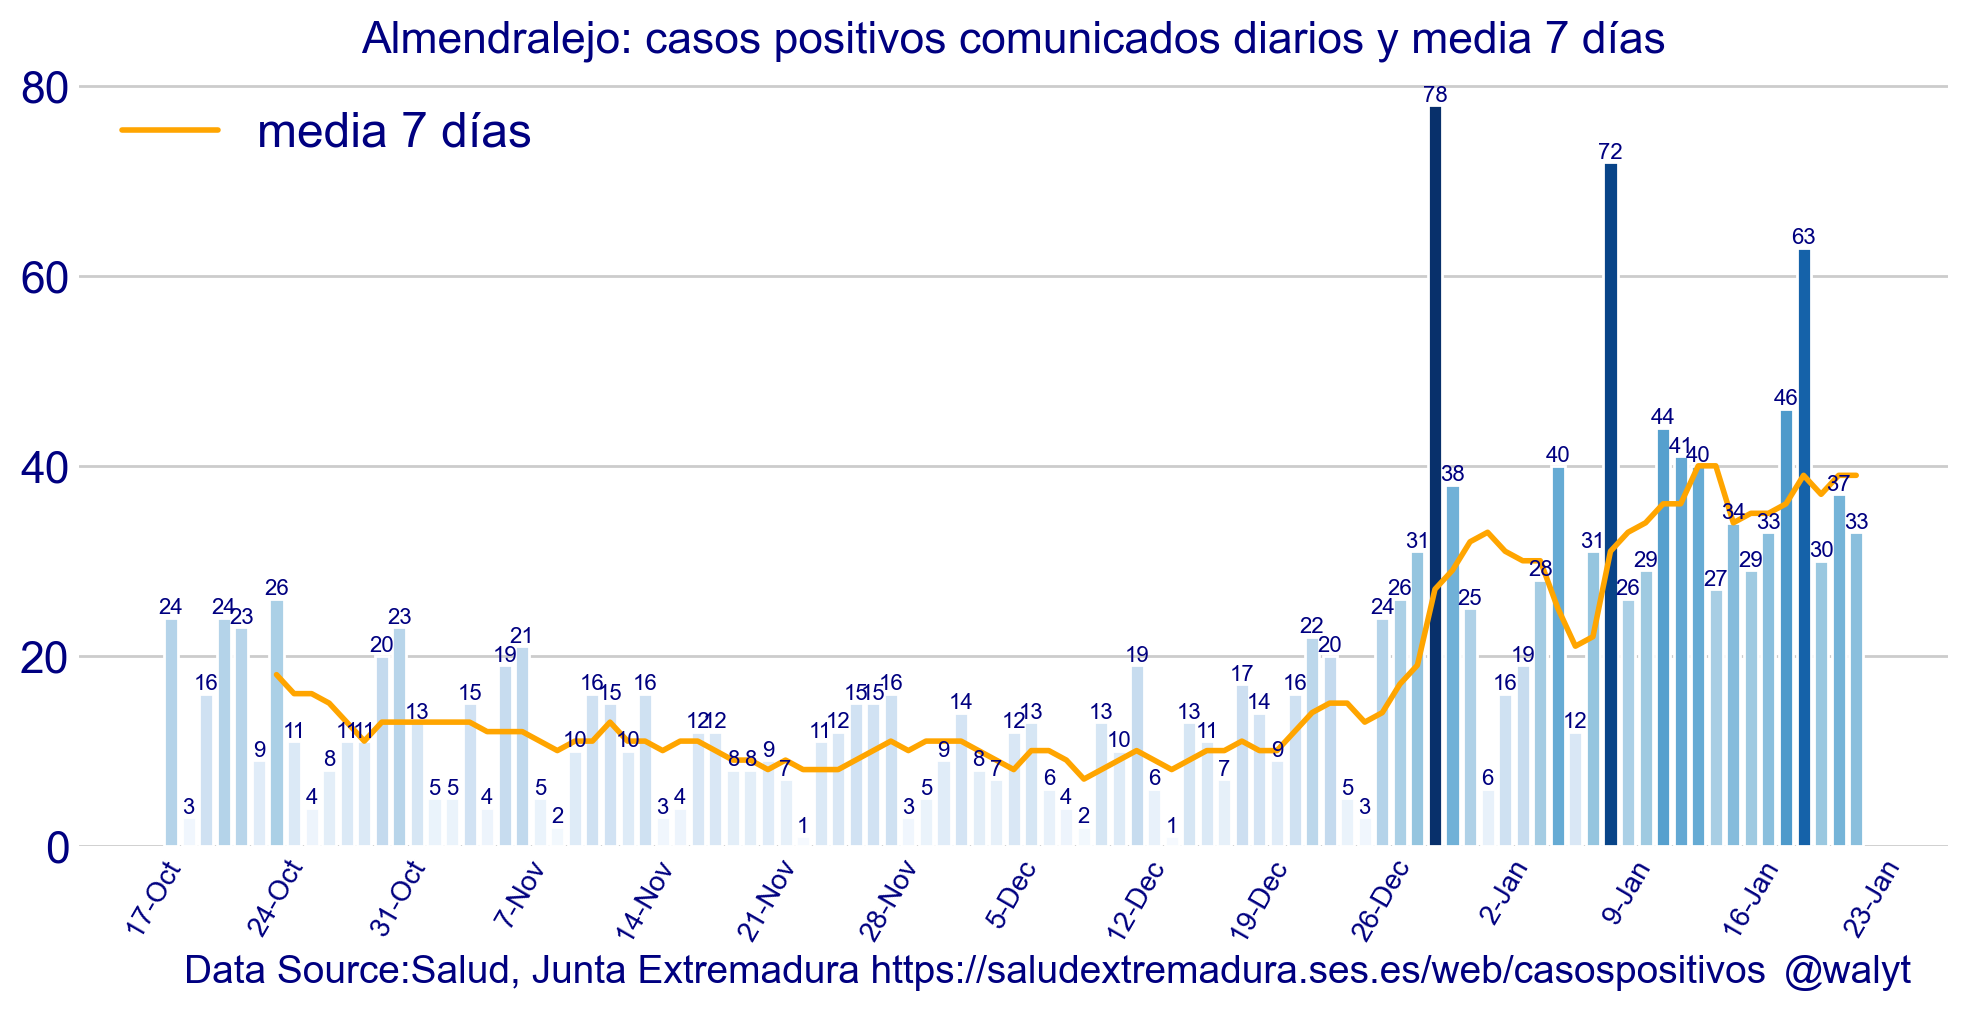 Almendralejo: casos positivos comunicados diarios y media 7 días
80
60
40
20
0
media 7 días
24 3 16 24 23 9 26 11 4 8 11 11 20 23 13 5 5 15 4 19 21 5 2 10 16 15 10 16 3 4 12 12 8 8 9 7 1 11 12 15 15 16 3 5 9 14 8 7 12 13 6 4 2 13 10 19 6 1 13 11 7 17 14 9 16 22 20 5 3 24 26 31 78 38 25 6 16 19 28 40 12 31 72 26 29 44 41 40 27 34 29 33 46 63 30 37 33
17-Oct 24-Oct 31-Oct 7-Nov 14-Nov 21-Nov 28-Nov 5-Dec 12-Dec 19-Dec 26-Dec 2-Jan 9-Jan 16-Jan 23-Jan
Data Source:Salud, Junta Extremadura https://saludextremadura.ses.es/web/casospositivos @walyt